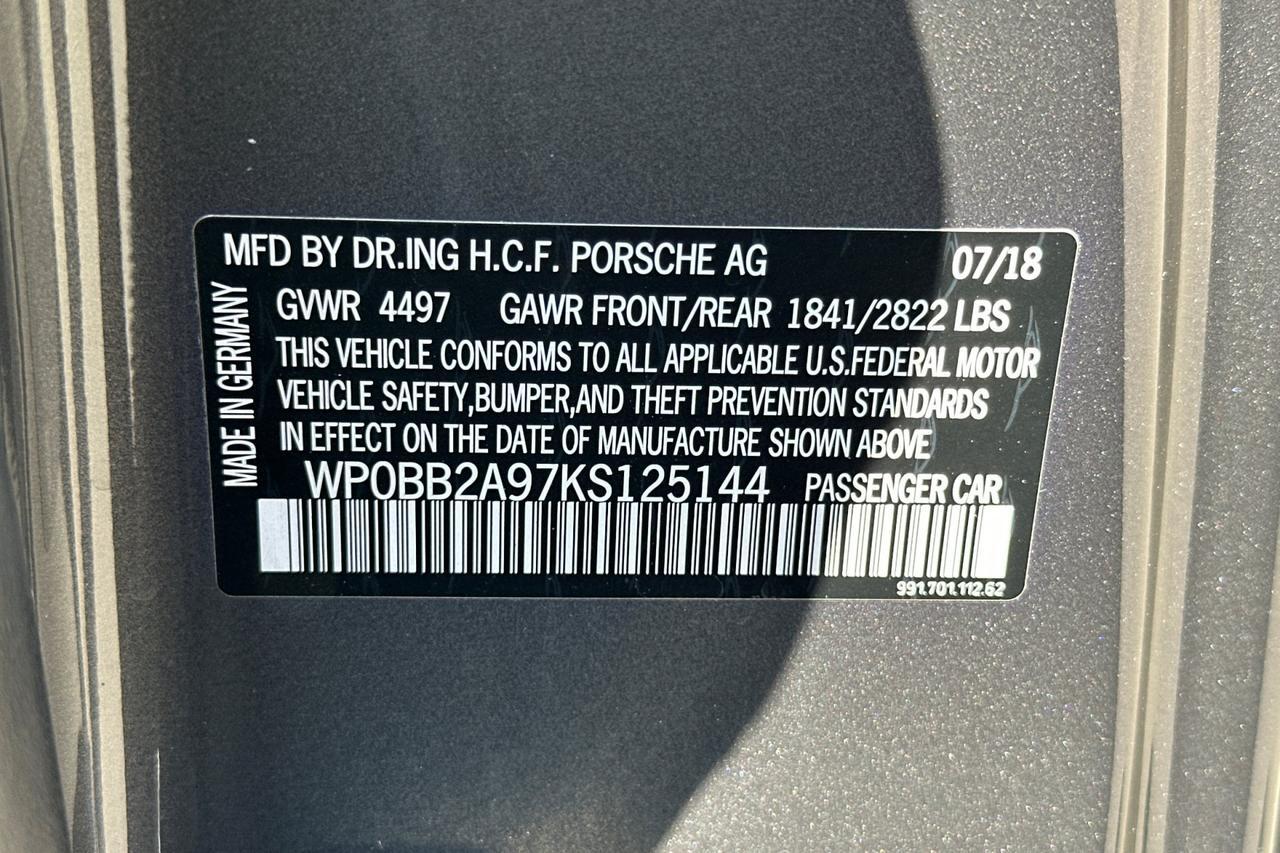 MFD BY DR.ING H.C.F. PORSCHE AG 07/18
GVWR 4497 GAWR FRONT/REAR 1841/2822 LBS
THIS VEHICLE CONFORMS TO ALL APPLICABLE U.S.FEDERAL MOTOR
VEHICLE SAFETY,BUMPER,AND THEFT PREVENTION STANDARDS
IN EFFECT ON THE DATE OF MANUFACTURE SHOWN ABOVE
WP0BB2A97KS125144 PASSENGER CAR
991.701.112.62
MADE IN GERMANY